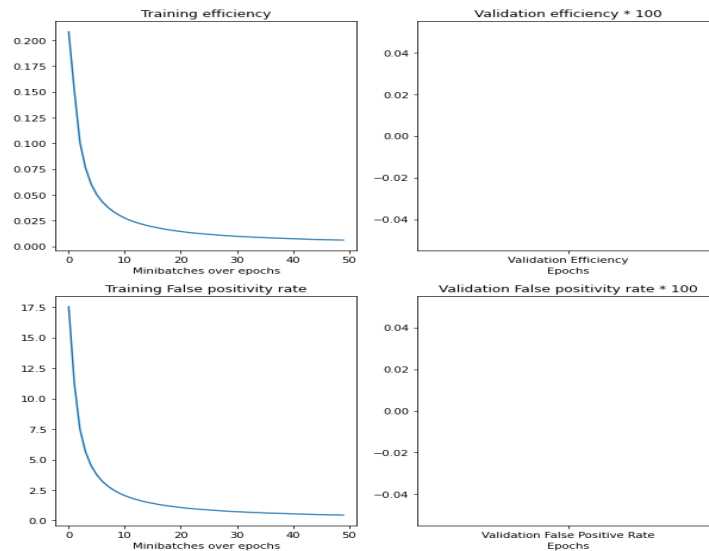 Training efficiency
0.200
0.175
0.150
0.125
0.100
0.075
0.050
0.025
0.000
0 10 20 30 40 50
Minibatches over epochs
Validation efficiency * 100
0.04
0.02
0.00
−0.02
−0.04
Validation Efficiency
Epochs
Training False positivity rate
17.5
15.0
12.5
10.0
7.5
5.0
2.5
0.0
0 10 20 30 40 50
Minibatches over epochs
Validation False positivity rate * 100
0.04
0.02
0.00
−0.02
−0.04
Validation False Positive Rate
Epochs